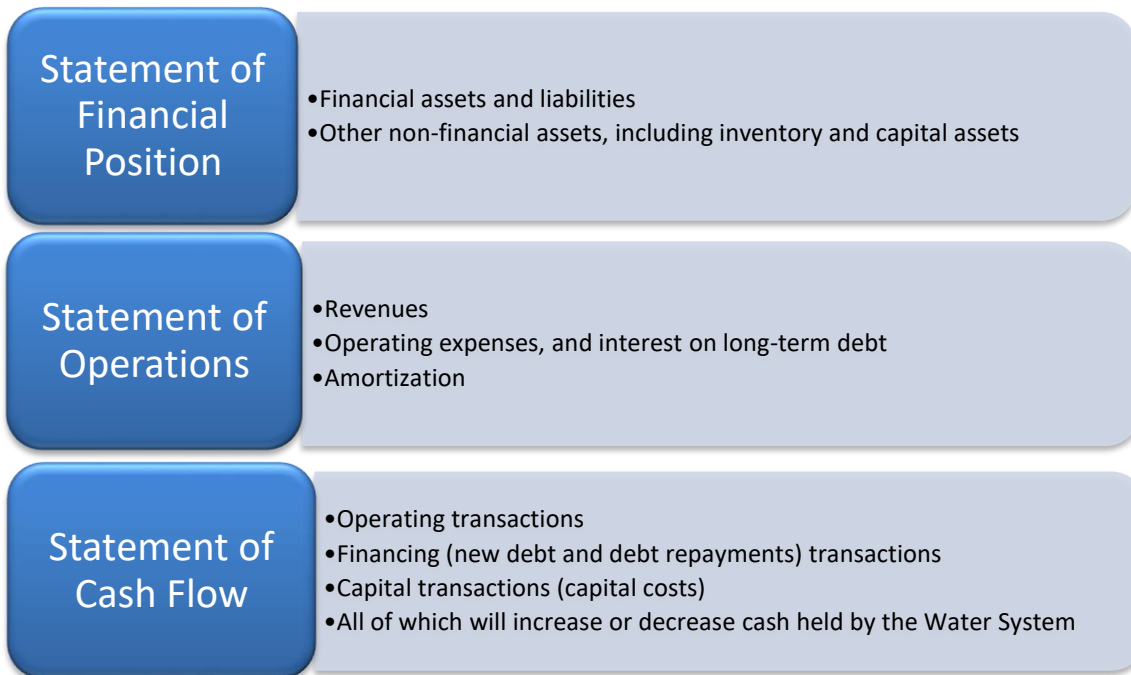 Statement of
Financial
Position
•Financial assets and liabilities
•Other non-financial assets, including inventory and capital assets
Statement of
Operations
•Revenues
•Operating expenses, and interest on long-term debt
•Amortization
Statement of
Cash Flow
•Operating transactions
•Financing (new debt and debt repayments) transactions
•Capital transactions (capital costs)
•All of which will increase or decrease cash held by the Water System